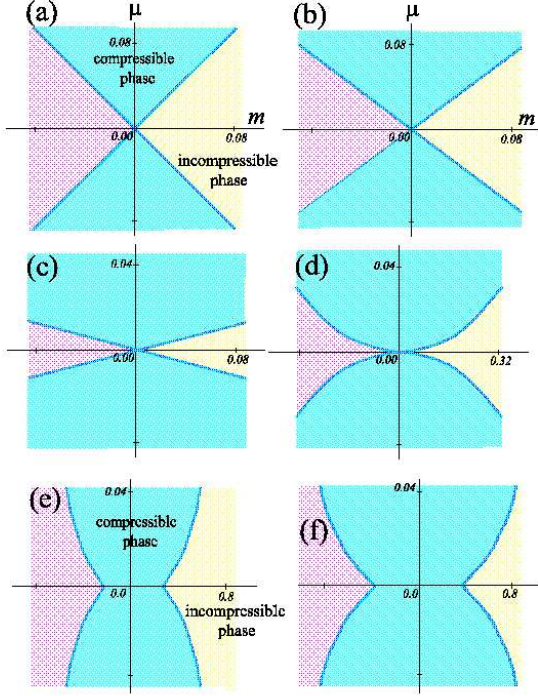 (a)
μ
0.08
compressible
phase
0.00
m
0.08
incompressible
phase
(b)
μ
0.08
0.00
m
0.08
(c)
0.04
0.00
0.08
(d)
0.04
0.00
0.32
(e)
0.04
compressible
phase
0.0
0.8
incompressible
phase
(f)
0.04
0.0
0.8